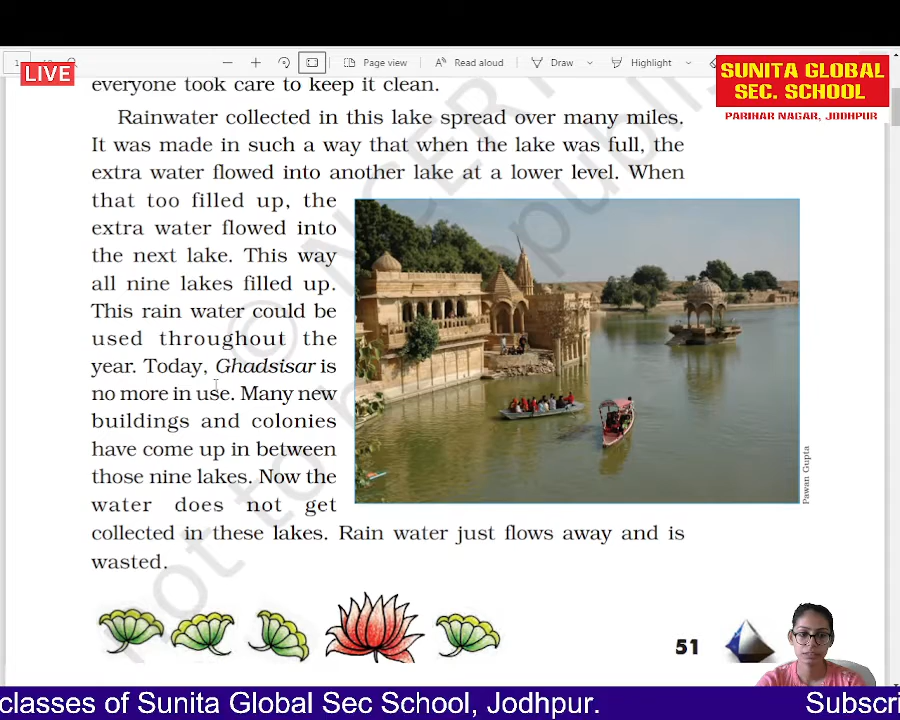 1
Page view
Read aloud
Draw
Highlight
LIVE
SUNITA GLOBAL
SEC. SCHOOL
PARIHAR NAGAR, JODHPUR
everyone took care to keep it clean.
Rainwater collected in this lake spread over many miles.
It was made in such a way that when the lake was full, the
extra water flowed into another lake at a lower level. When
that too filled up, the
extra water flowed into
the next lake. This way
all nine lakes filled up.
This rain water could be
used throughout the
year. Today, Ghadsisar is
no more in use. Many new
buildings and colonies
have come up in between
those nine lakes. Now the
water does not get
collected in these lakes. Rain water just flows away and is
wasted.
Pawan Gupta
51
© NCERT
not to be republis
classes of Sunita Global Sec School, Jodhpur.
Subscri